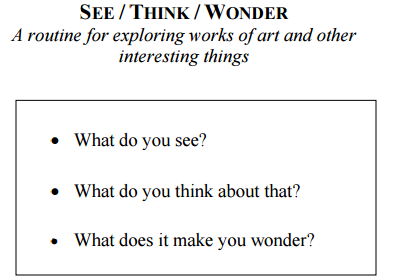 SEE / THINK / WONDER
A routine for exploring works of art and other
interesting things
• What do you see?
• What do you think about that?
• What does it make you wonder?